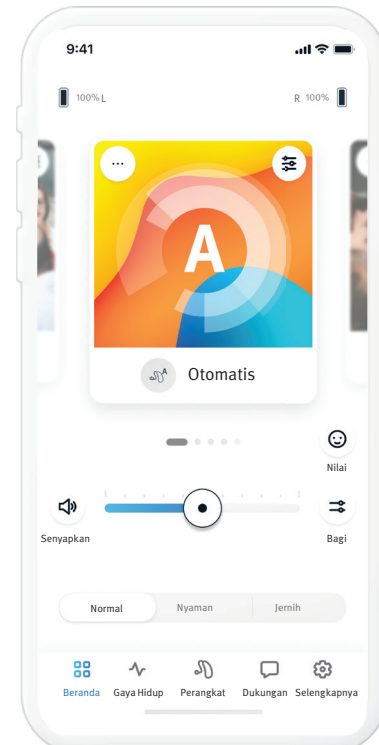 9:41
100% L
R 100%
...
A
A
Otomatis
Nilai
Senyapkan
Bagi
Normal Nyaman Jernih
Beranda Gaya Hidup Perangkat Dukungan Selengkapnya